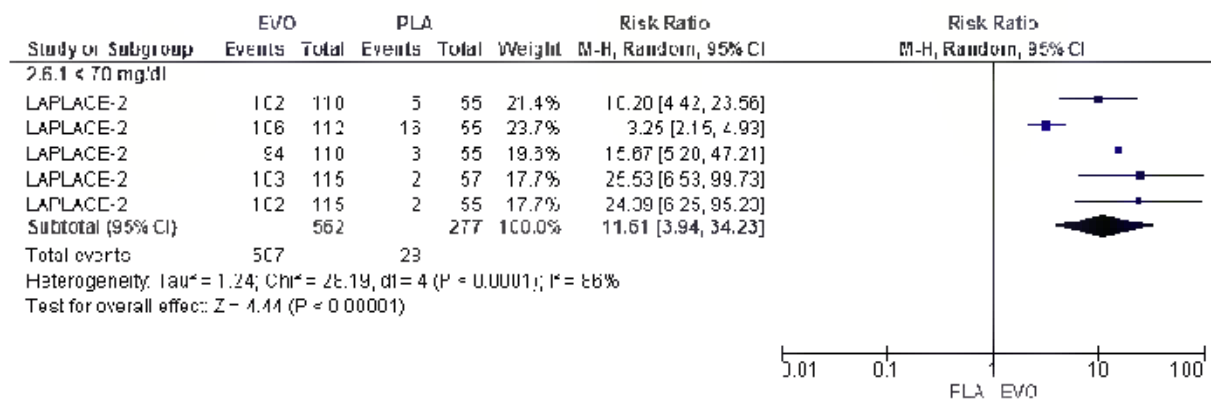 EVO PLA Risk Ratio Risk Ratio
Study or Subgroup Events Total Events Total Weight M-H, Random, 95% CI M-H, Random, 95% CI
2.6.1 < 70 mg/dl
LAPLACE-2 102 110 5 55 21.4% 10.20 [4.42, 23.56]
LAPLACE-2 106 112 16 55 23.7% 3.25 [2.15, 4.93]
LAPLACE-2 94 110 3 55 15.67 [5.20, 47.21]
LAPLACE-2 103 115 2 57 17.7% 25.53 [6.53, 99.73]
LAPLACE-2 102 115 2 55 17.7% 24.39 [6.25, 95.20]
Subtotal (95% CI) 562 277 100.0% 11.61 [3.94, 34.23]
Total events 507 28
Heterogeneity: Tau² = 1.24; Chi² = 28.19, df = 4 (P < 0.0001); I² = 86%
Test for overall effect: Z = 4.44 (P < 0.00001)
0.01 0.1 1 10 100
PLA EVO